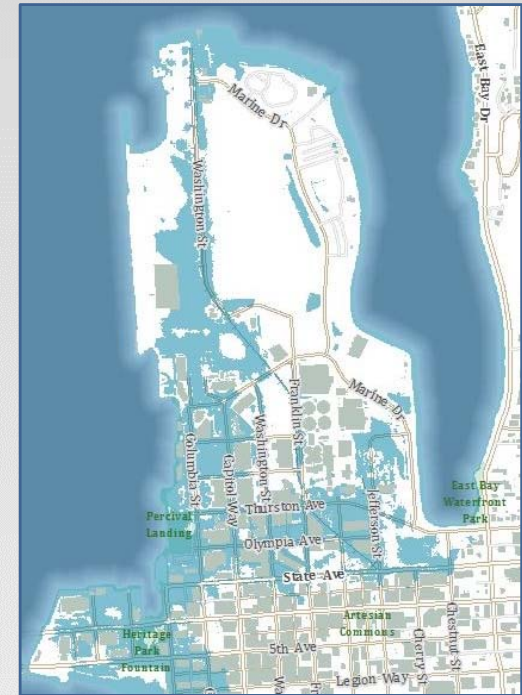 East Bay Dr
Marine Dr
Washington St
Marine Dr
Franklin St
Columbia St
Capitol Way
Washington St
Jefferson St
East Bay
Waterfront
Park
Percival
Landing
Thurston Ave
Olympia Ave
State Ave
Heritage
Park
Fountain
Artesian
Commons
5th Ave
Cherry St
Chestnut St
Legion Way